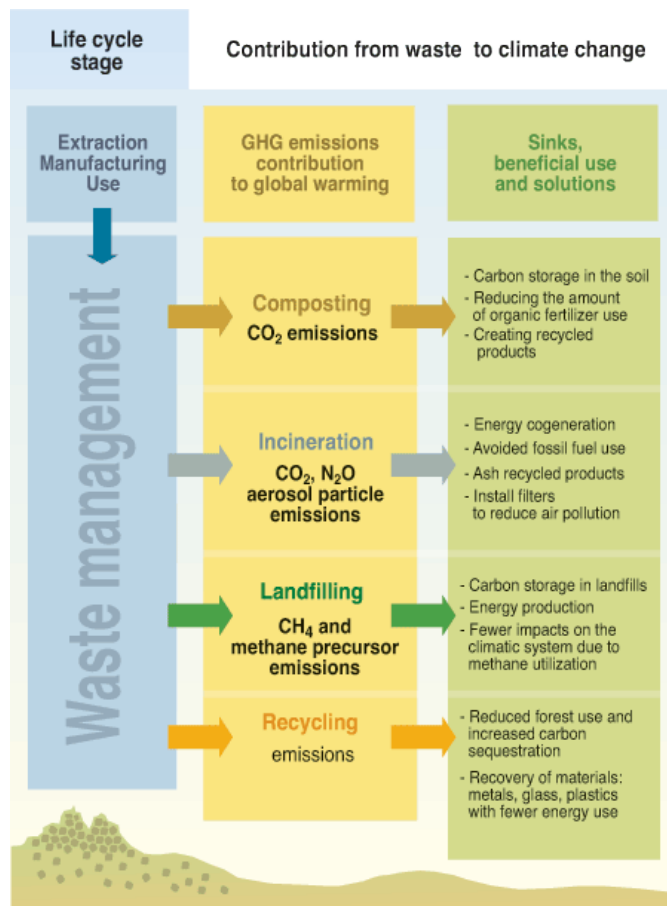 Life cycle
stage
Contribution from waste to climate change
Extraction
Manufacturing
Use
GHG emissions
contribution
to global warming
Sinks,
beneficial use
and solutions
Waste management
Composting
CO₂ emissions
- Carbon storage in the soil
- Reducing the amount
of organic fertilizer use
- Creating recycled
products
Incineration
CO₂, N₂O
aerosol particle
emissions
- Energy cogeneration
- Avoided fossil fuel use
- Ash recycled products
- Install filters
to reduce air pollution
Landfilling
CH₄ and
methane precursor
emissions
- Carbon storage in landfills
- Energy production
- Fewer impacts on the
climatic system due to
methane utilization
Recycling
emissions
- Reduced forest use and
increased carbon
sequestration
- Recovery of materials:
metals, glass, plastics
with fewer energy use